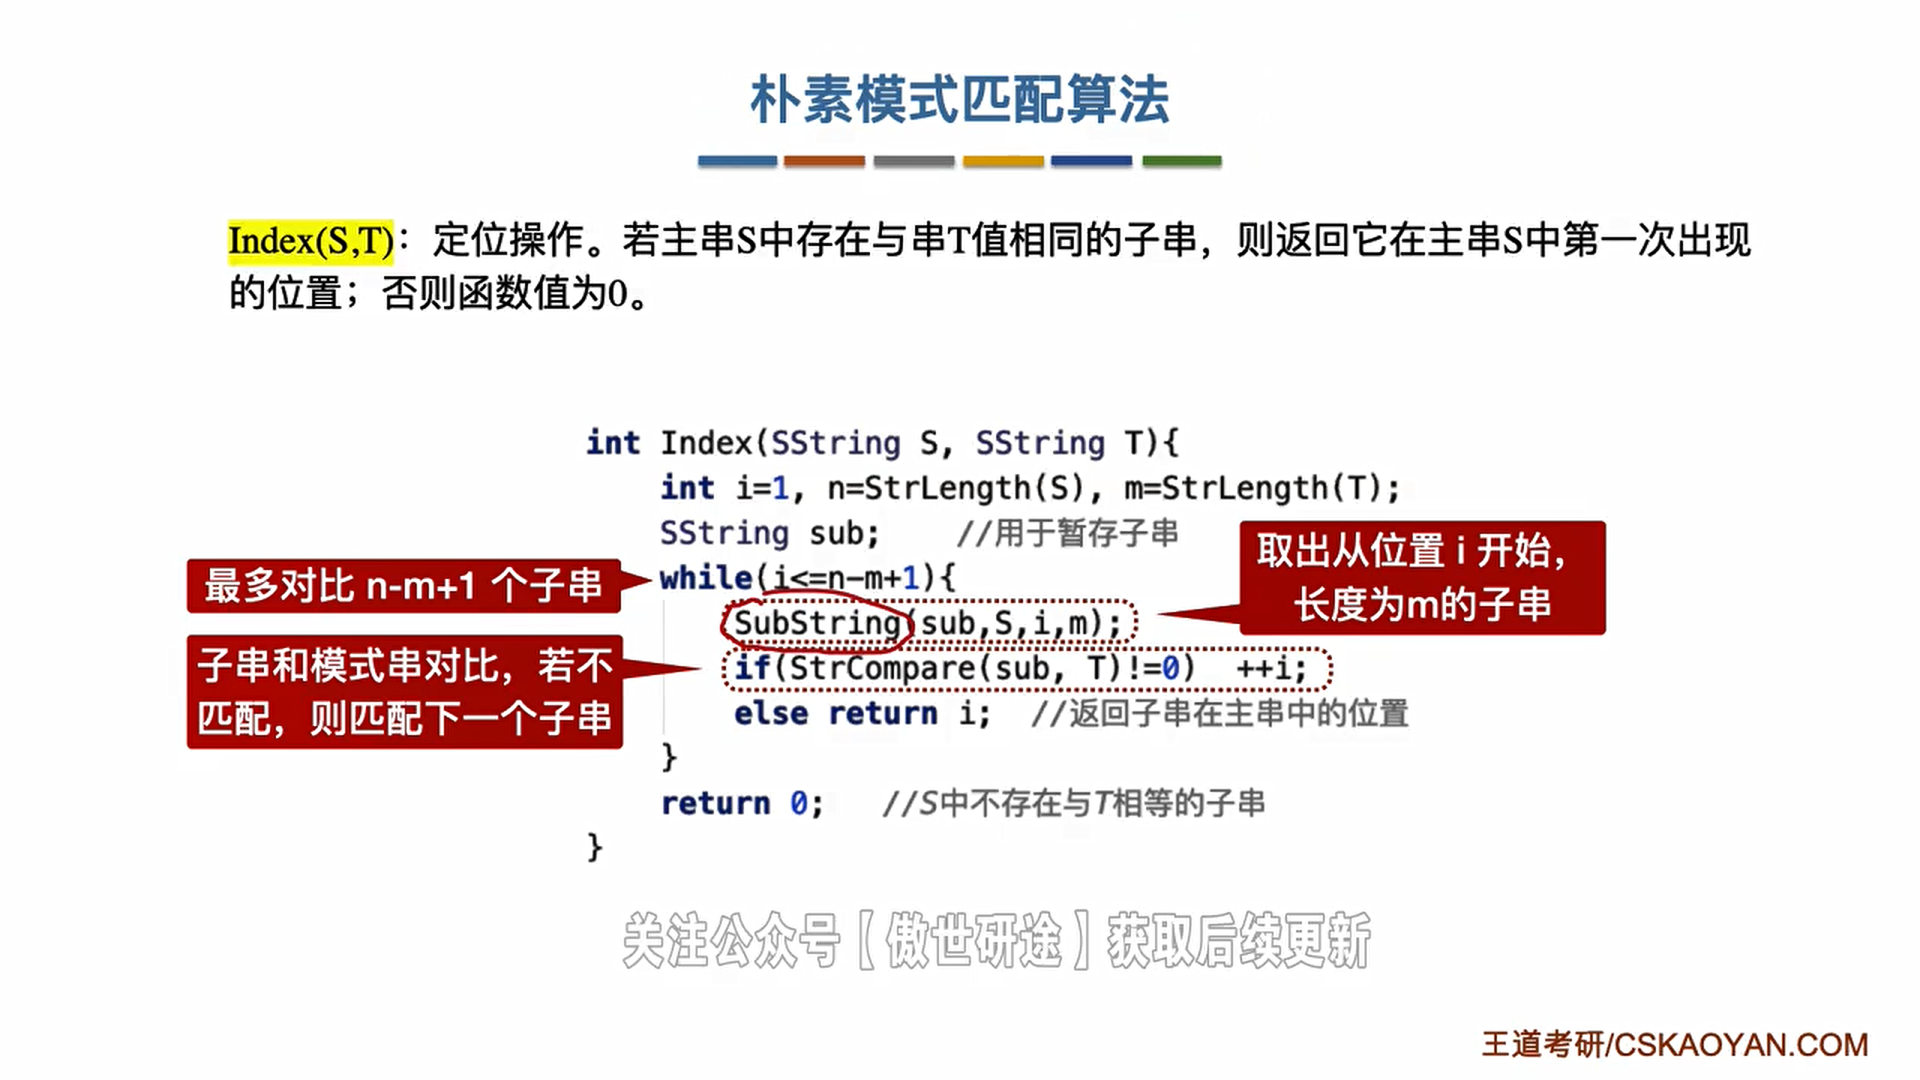 朴素模式匹配算法
Index(S,T)：定位操作。若主串S中存在与串T值相同的子串，则返回它在主串S中第一次出现
的位置；否则函数值为0。
int Index(SString S, SString T){
int i=1, n=StrLength(S), m=StrLength(T);
SString sub; //用于暂存子串
取出从位置 i 开始，
长度为m的子串
最多对比 n-m+1 个子串
while(i<=n-m+1){
SubString(sub,S,i,m);
子串和模式串对比，若不
匹配，则匹配下一个子串
if(StrCompare(sub, T)!=0) ++i;
else return i; //返回子串在主串中的位置
}
return 0; //S中不存在与T相等的子串
}
关注公众号【傲世研途】获取后续更新
王道考研/CSKAOYAN.COM